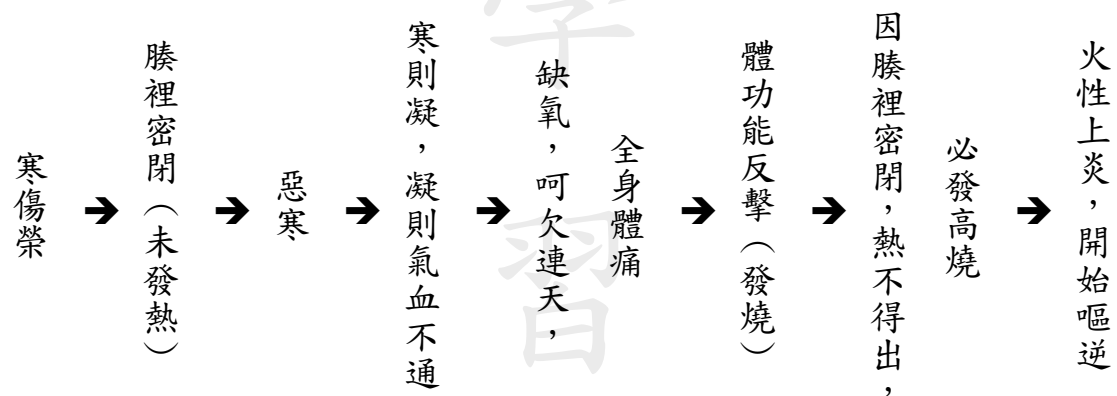 寒傷榮
➔
腠裡密閉（未發熱）
➔
惡寒
➔
寒則凝，凝則氣血不通
➔
缺氧，呵欠連天，
全身體痛
➔
體功能反擊（發燒）
➔
因腠裡密閉，熱不得出，
必發高燒
➔
火性上炎，開始嘔逆
學習